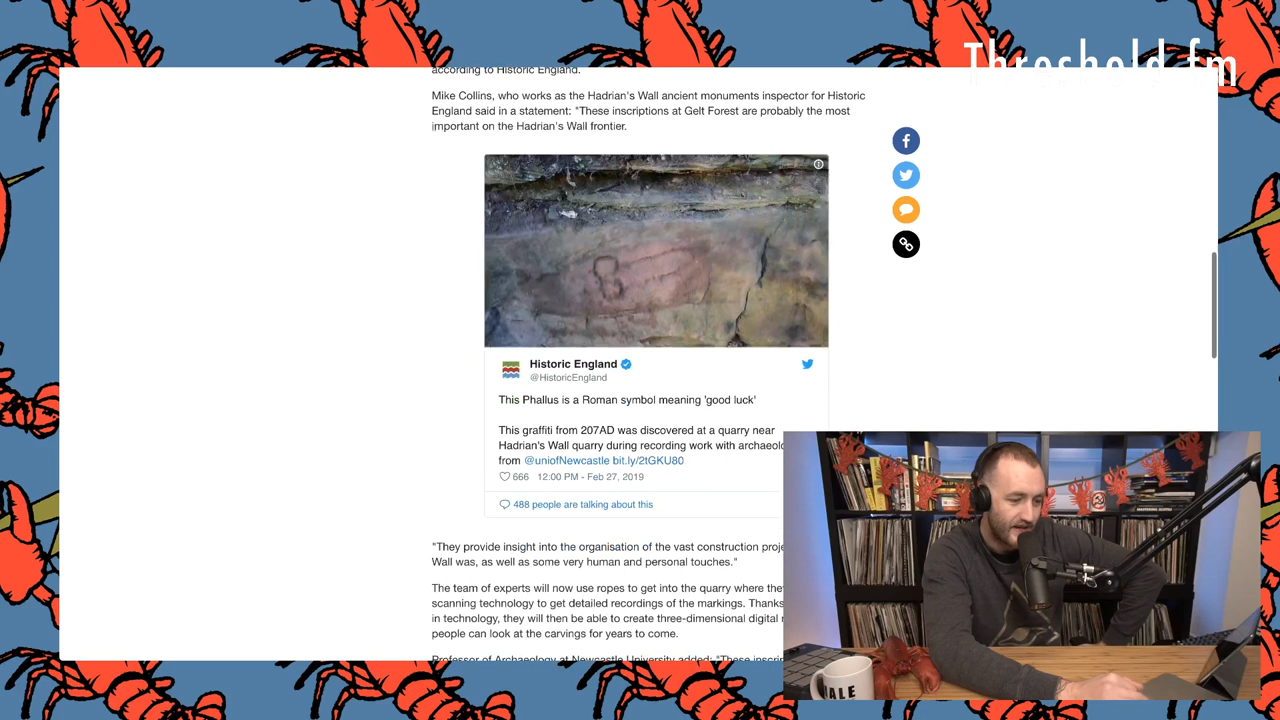 Threshold.fm
according to Historic England.
Mike Collins, who works as the Hadrian's Wall ancient monuments inspector for Historic
England said in a statement: "These inscriptions at Gelt Forest are probably the most
important on the Hadrian's Wall frontier.
Historic England
@HistoricEngland
This Phallus is a Roman symbol meaning 'good luck'
This graffiti from 207AD was discovered at a quarry near
Hadrian's Wall quarry during recording work with archaeolo
from @uniofNewcastle bit.ly/2tGKU80
666 12:00 PM - Feb 27, 2019
488 people are talking about this
"They provide insight into the organisation of the vast construction proje
Wall was, as well as some very human and personal touches."
The team of experts will now use ropes to get into the quarry where the
scanning technology to get detailed recordings of the markings. Thanks
in technology, they will then be able to create three-dimensional digital
people can look at the carvings for years to come.
Professor of Archaeology at Newcastle University added: "These inscrip
ALE